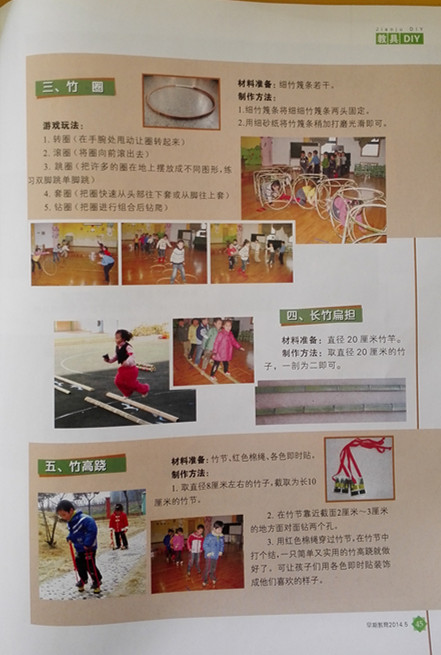 jiaoju DIY
教具 DIY
三、竹 圈
材料准备：细竹篾条若干。
制作方法：
1.细竹篾条将细细竹篾条两头固定。
2.用细砂纸将竹篾条稍加打磨光滑即可。
游戏玩法：
1. 转圈（在手腕处甩动让圈转起来）
2. 滚圈（将圈向前滚出去）
3. 跳圈（把许多的圈在地上摆放成不同图形，练
习双脚跳单脚跳）
4. 套圈（把圈快速从头部往下套或从脚往上套）
5. 钻圈（把圈进行组合后钻爬）
四、长竹扁担
材料准备：直径 20 厘米竹竿。
制作方法：取直径 20 厘米的竹
子，一剖为二即可。
五、竹高跷
材料准备：竹节，红色棉绳，各色即时贴。
制作方法：
1. 取直径8厘米左右的竹子，截取为长10
厘米的竹节。
2. 在竹节靠近截面2厘米～3厘米
的地方面对面钻两个孔。
3. 用红色棉绳穿过竹节，在竹节中
打个结，一只简单又实用的竹高跷就做
好了。可让孩子们用各色即时贴装饰
成他们喜欢的样子。
早期教育2014.5